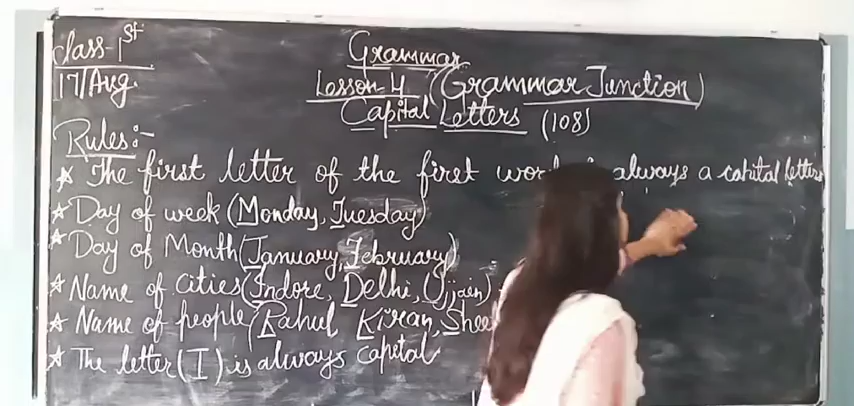 Class-1st
17/Aug.
Grammar
Lesson-4 (Grammar Junction)
Capital Letters (108)
Rules:-
* The first letter of the first always a capital letters
* Day of week (Monday, Tuesday)
* Day of Month (January, February)
* Name of cities (Indore, Delhi, Ujjain)
* Name of people (Rahul Kiran,
* The letter (I) is always capital